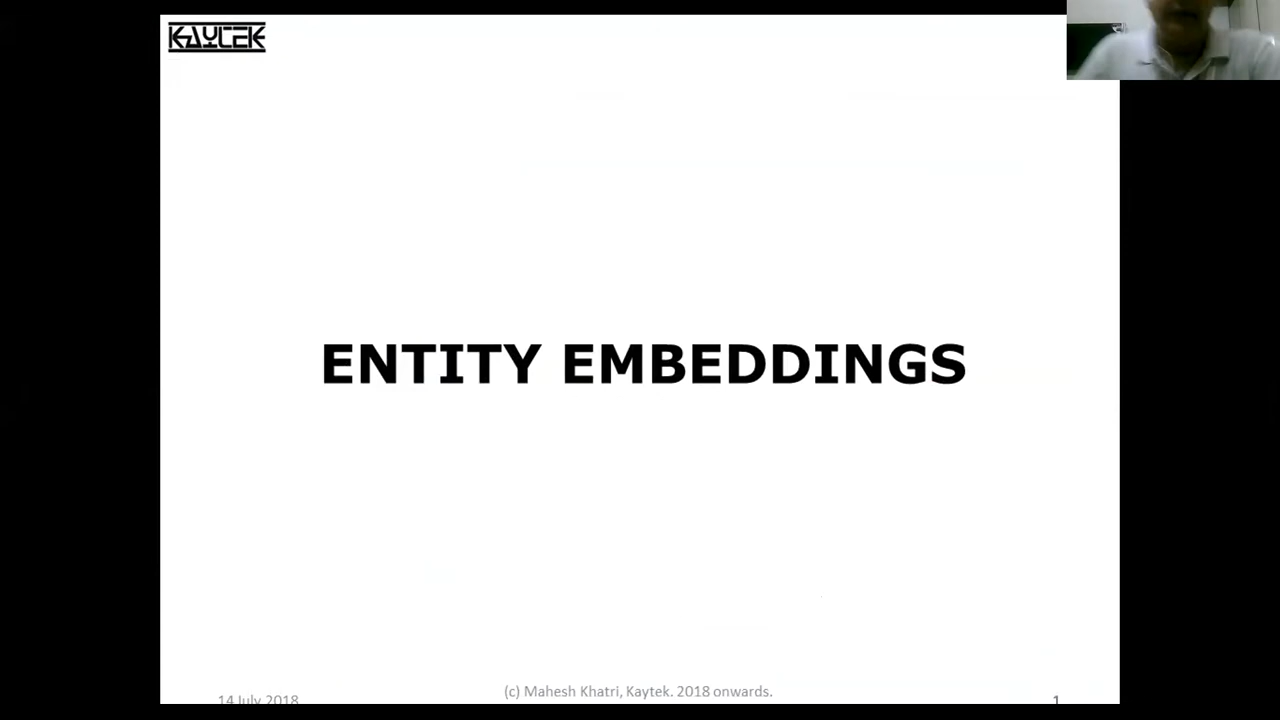 KAYTEK
ENTITY EMBEDDINGS
14 July 2018
(c) Mahesh Khatri, Kaytek. 2018 onwards.
1